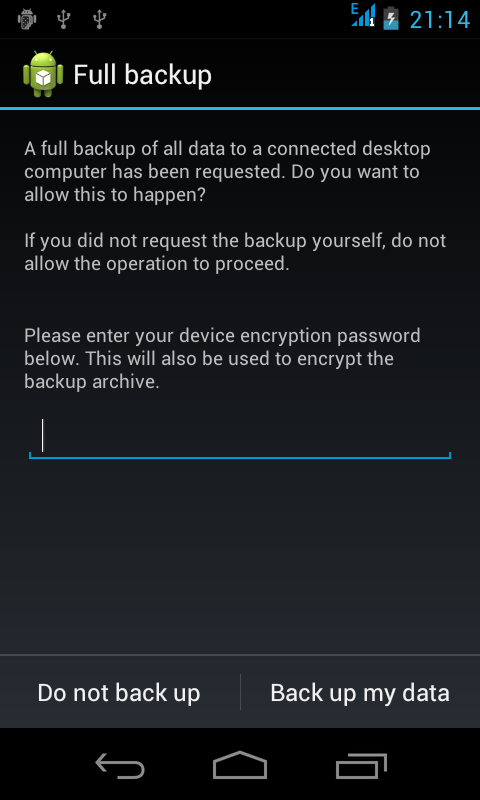 E
1
21:14
Full backup
A full backup of all data to a connected desktop
computer has been requested. Do you want to
allow this to happen?
If you did not request the backup yourself, do not
allow the operation to proceed.
Please enter your device encryption password
below. This will also be used to encrypt the
backup archive.
Do not back up
Back up my data